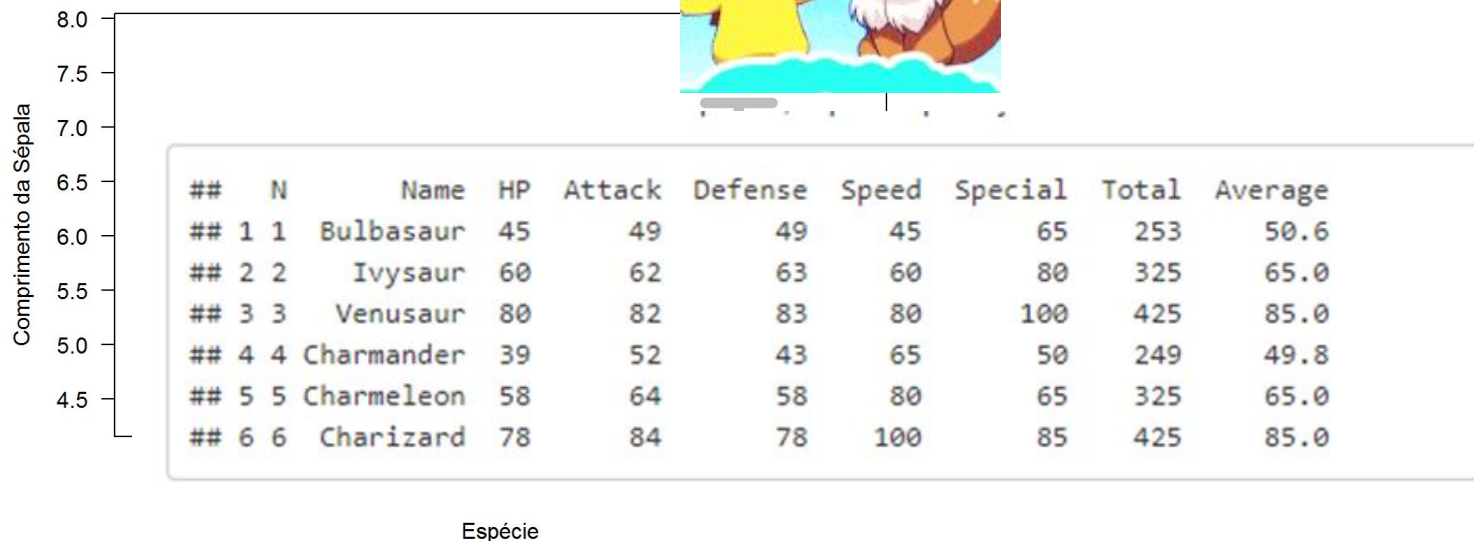 8.0
7.5
7.0
6.5
6.0
5.5
5.0
4.5
Comprimento da Sépala
##   N       Name  HP  Attack  Defense  Speed  Special  Total  Average
## 1 1  Bulbasaur  45      49       49     45       65    253     50.6
## 2 2    Ivysaur  60      62       63     60       80    325     65.0
## 3 3   Venusaur  80      82       83     80      100    425     85.0
## 4 4 Charmander  39      52       43     65       50    249     49.8
## 5 5 Charmeleon  58      64       58     80       65    325     65.0
## 6 6  Charizard  78      84       78    100       85    425     85.0
Espécie